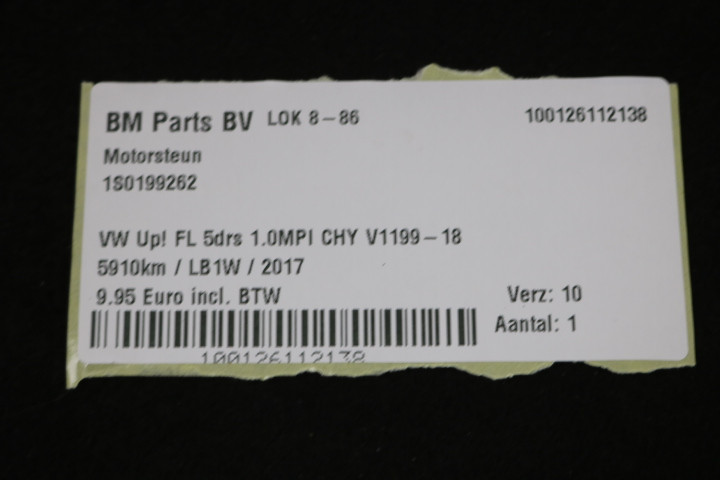 BM Parts BV LOK 8-86 100126112138
Motorsteun
1S0199262
VW Up! FL 5drs 1.0MPI CHY V1199-18
5910km / LB1W / 2017
9.95 Euro incl. BTW Verz: 10
Aantal: 1
100126112138